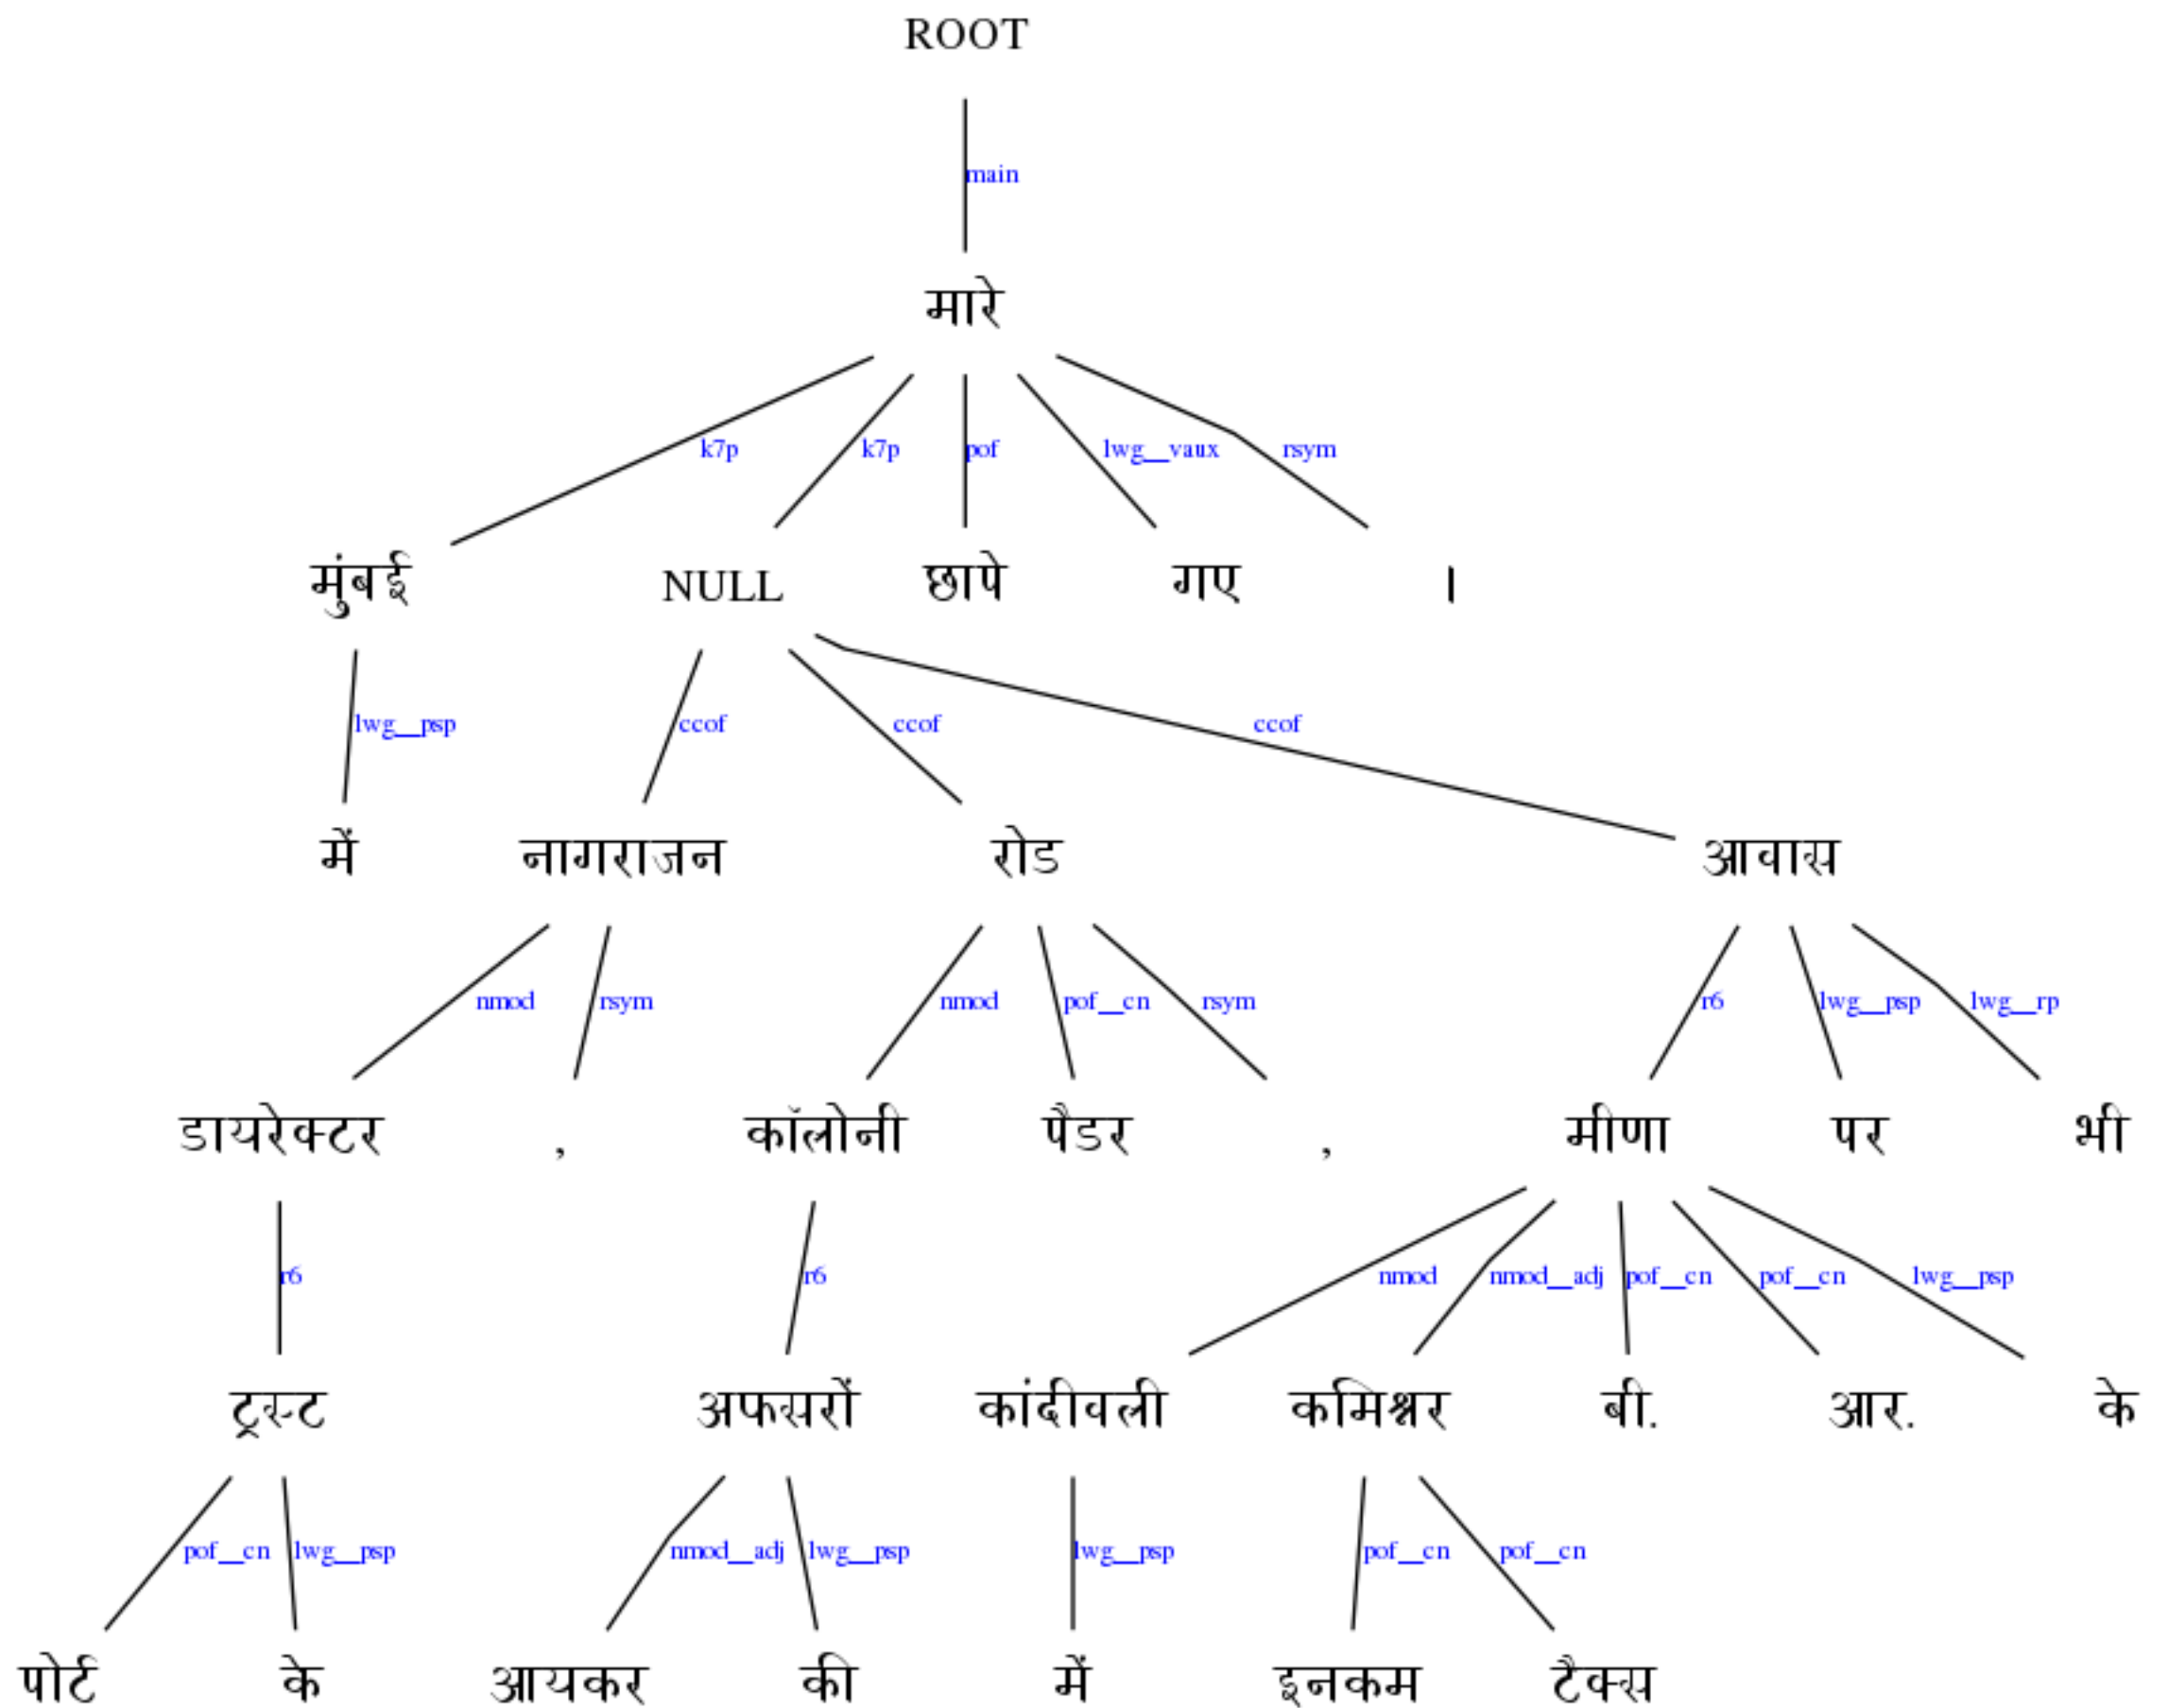 ROOT
main
मारे
k7p k7p pof lwg__vaux rsym
मुंबई NULL छापे गए ।
lwg__psp ccof ccof ccof
में नागराजन रोड आवास
nmod rsym nmod pof__cn rsym r6 lwg__psp lwg__rp
डायरेक्टर , कॉलोनी पैडर , मीणा पर भी
r6 r6 nmod nmod__adj pof__cn pof__cn lwg__psp
ट्रस्ट अफसरों कांदीवली कमिश्नर बी. आर. के
pof__cn lwg__psp nmod__adj lwg__psp lwg__psp pof__cn pof__cn
पोर्ट के आयकर की में इनकम टैक्स